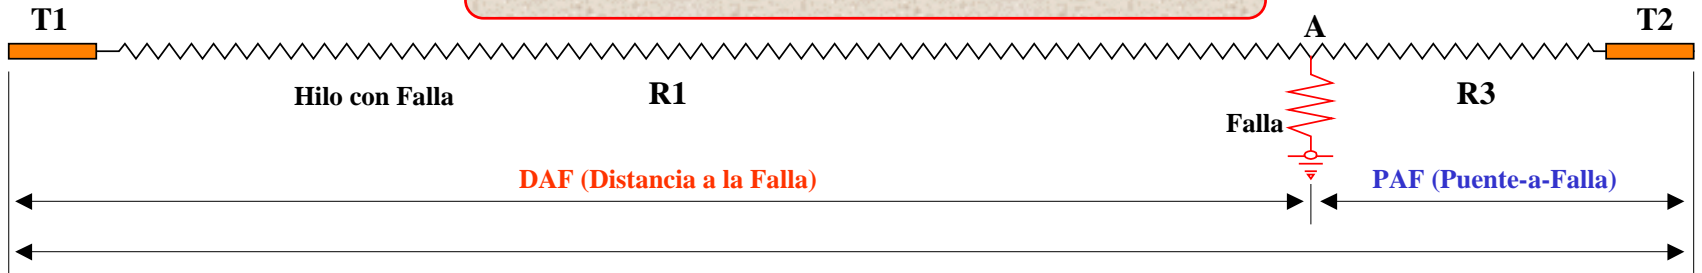 T1 A T2
Hilo con Falla R1 R3
Falla
DAF (Distancia a la Falla) PAF (Puente-a-Falla)